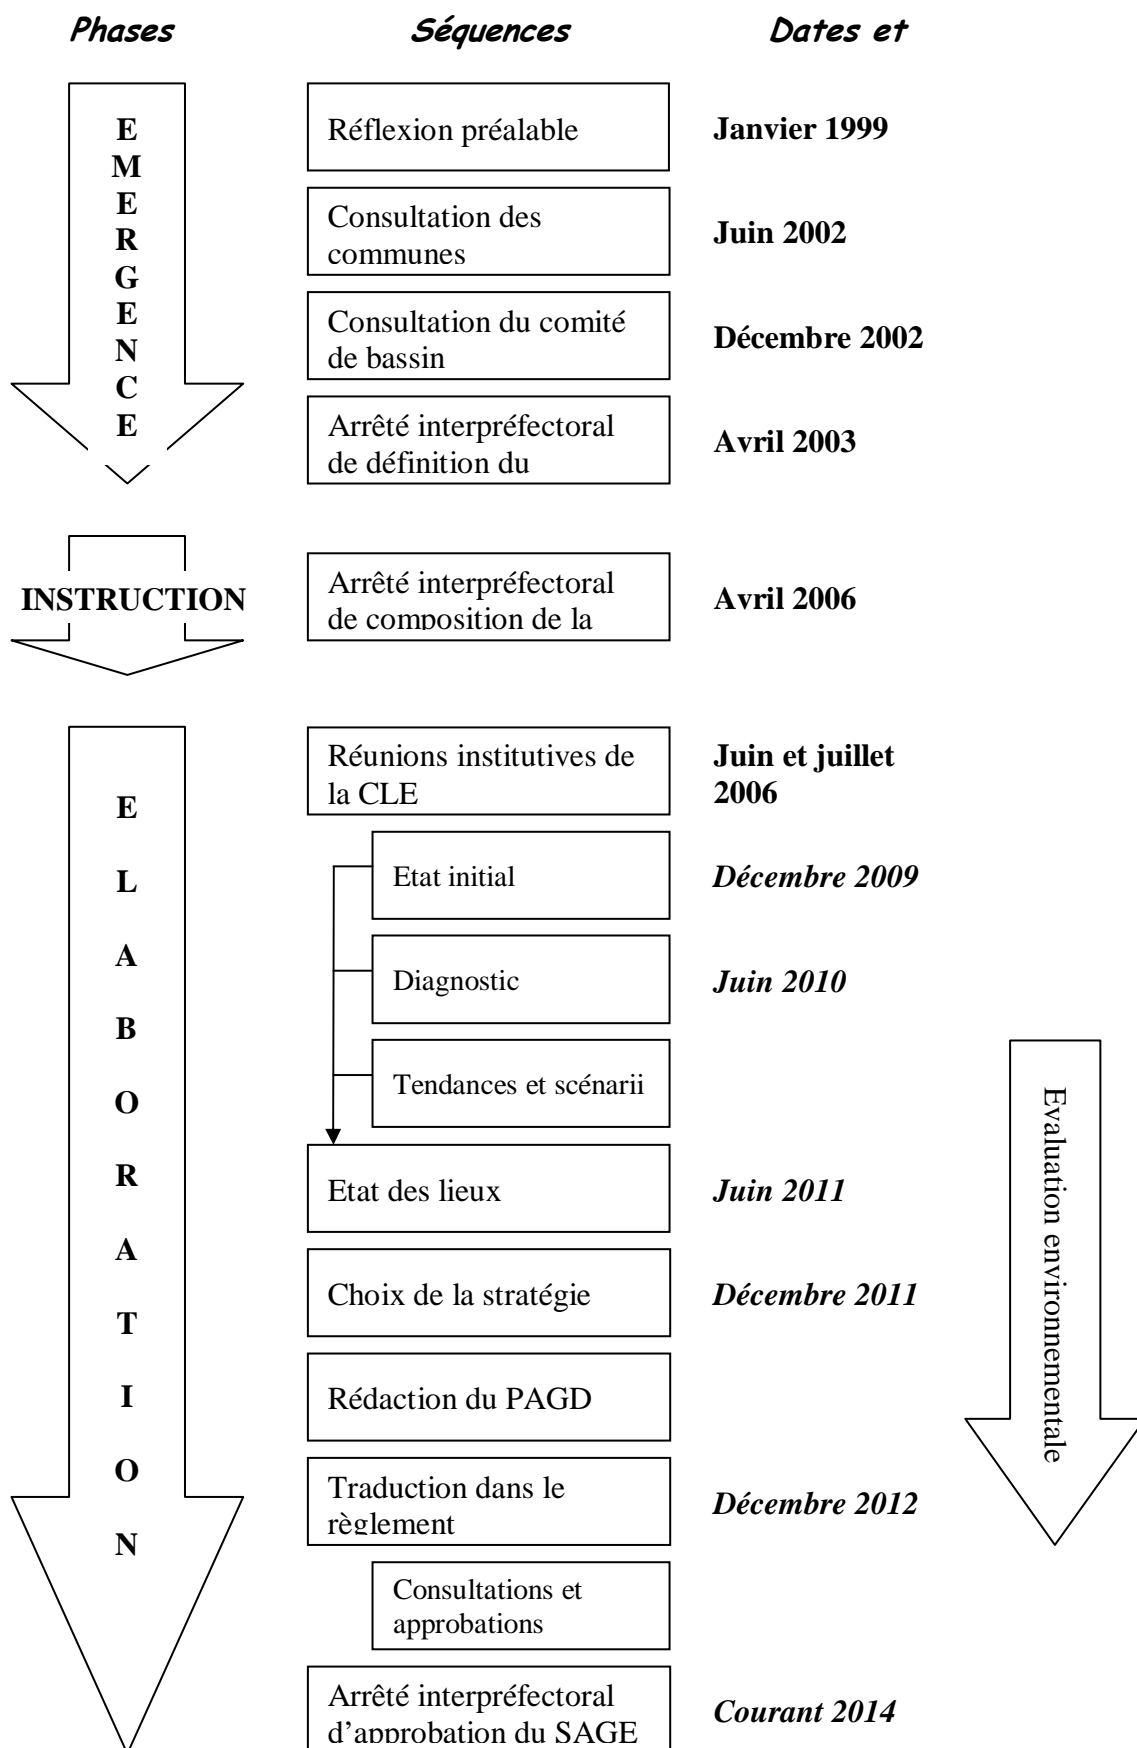 Phases
Séquences
Dates et
EMERGENCE
Réflexion préalable
Janvier 1999
Consultation des
communes
Juin 2002
Consultation du comité
de bassin
Décembre 2002
Arrêté interpréfectoral
de définition du
Avril 2003
INSTRUCTION
Arrêté interpréfectoral
de composition de la
Avril 2006
ELABORATION
Réunions institutives de
la CLE
Juin et juillet
2006
Etat initial
Décembre 2009
Diagnostic
Juin 2010
Tendances et scénarii
Etat des lieux
Juin 2011
Choix de la stratégie
Décembre 2011
Rédaction du PAGD
Traduction dans le
règlement
Décembre 2012
Consultations et
approbations
Arrêté interpréfectoral
d’approbation du SAGE
Courant 2014
Evaluation environnementale